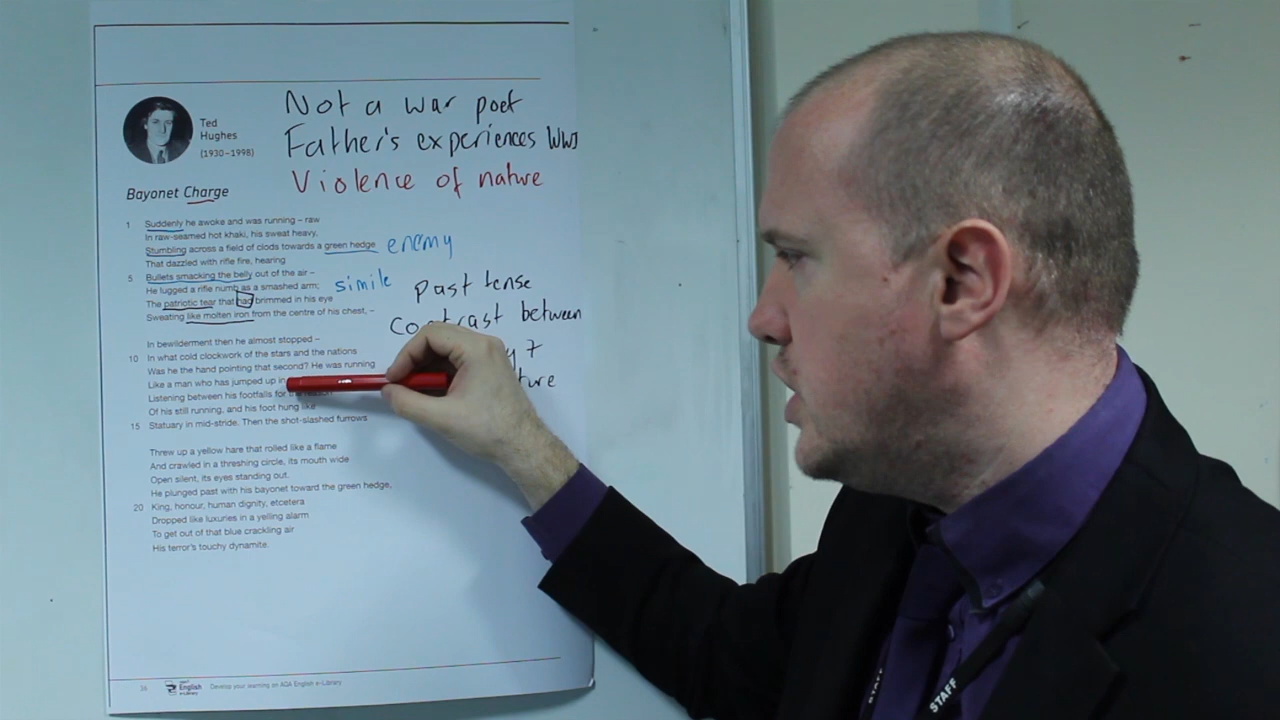 Not a war poet
Ted
Hughes
(1930–1998)
Father's experiences WW1
Violence of nature
Bayonet Charge
1 Suddenly he awoke and was running – raw
In raw-seamed hot khaki, his sweat heavy,
Stumbling across a field of clods towards a green hedge enemy
That dazzled with rifle fire, hearing
5 Bullets smacking the belly out of the air –
He lugged a rifle numb as a smashed arm; simile past tense
The patriotic tear that had brimmed in his eye
Sweating like molten iron from the centre of his chest, – between
In bewilderment then he almost stopped –
10 In what cold clockwork of the stars and the nations
Was he the hand pointing that second? He was running
Like a man who has jumped up in
Listening between his footfalls for
Of his still running, and his foot hung like
15 Statuary in mid-stride. Then the shot-slashed furrows
Threw up a yellow hare that rolled like a flame
And crawled in a threshing circle, its mouth wide
Open silent, its eyes standing out.
He plunged past with his bayonet toward the green hedge,
20 King, honour, human dignity, etcetera
Dropped like luxuries in a yelling alarm
To get out of that blue crackling air
His terror's touchy dynamite.
English
Develop your learning on AQA English e-Library
STAFF
STAFF